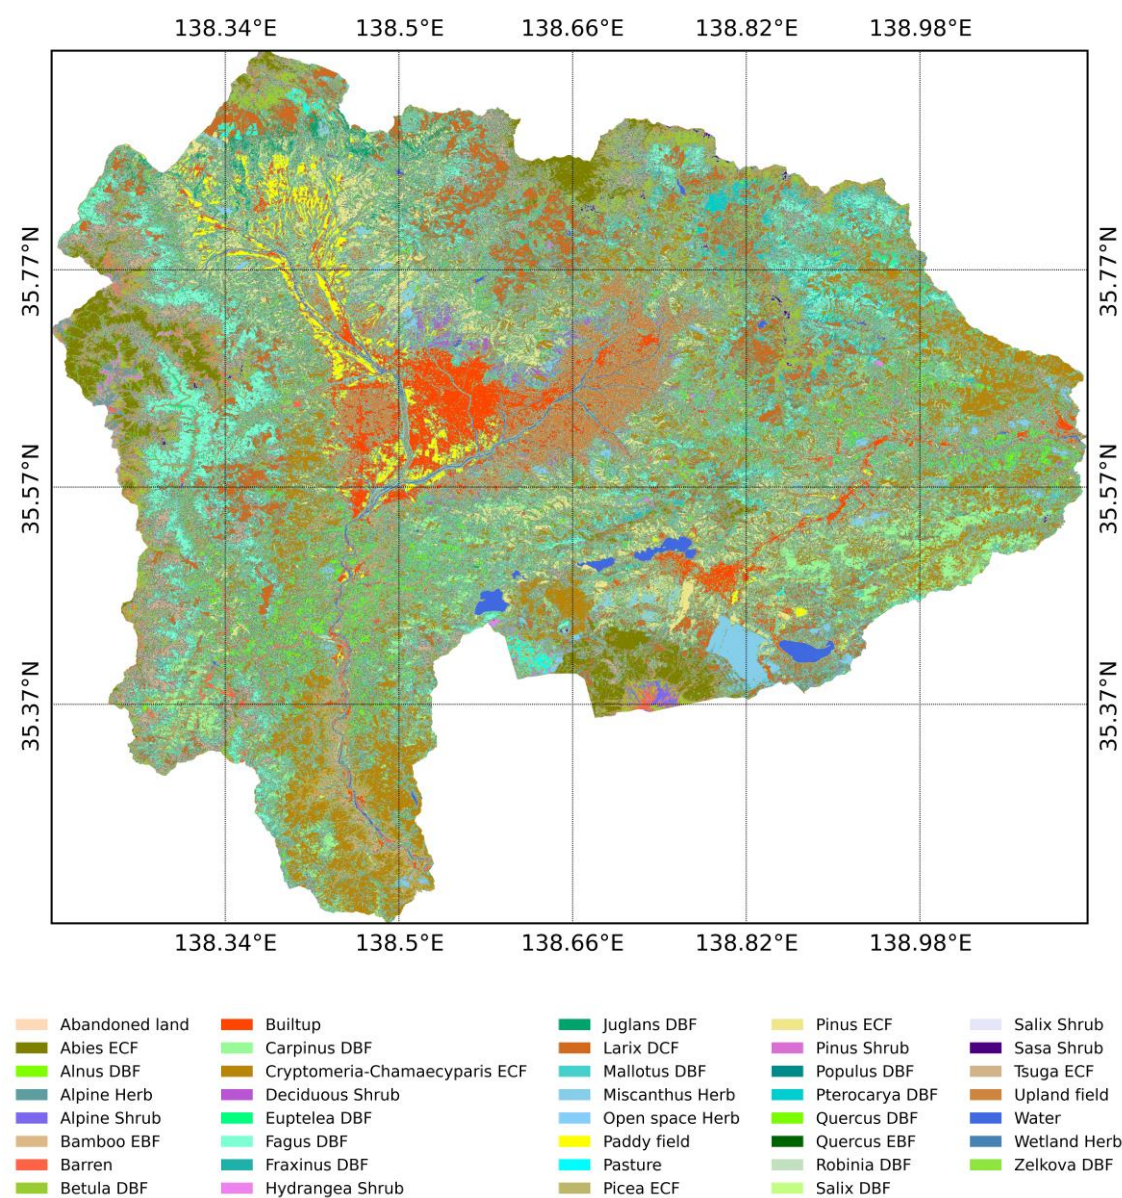 138.34°E 138.5°E 138.66°E 138.82°E 138.98°E
35.77°N 35.77°N
35.57°N 35.57°N
35.37°N 35.37°N
138.34°E 138.5°E 138.66°E 138.82°E 138.98°E
Abandoned land Builtup Juglans DBF Pinus ECF Salix Shrub
Abies ECF Carpinus DBF Larix DCF Pinus Shrub Sasa Shrub
Alnus DBF Cryptomeria-Chamaecyparis ECF Mallotus DBF Populus DBF Tsuga ECF
Alpine Herb Deciduous Shrub Miscanthus Herb Pterocarya DBF Upland field
Alpine Shrub Euptelea DBF Open space Herb Quercus DBF Water
Bamboo EBF Fagus DBF Paddy field Quercus EBF Wetland Herb
Barren Fraxinus DBF Pasture Robinia DBF Zelkova DBF
Betula DBF Hydrangea Shrub Picea ECF Salix DBF